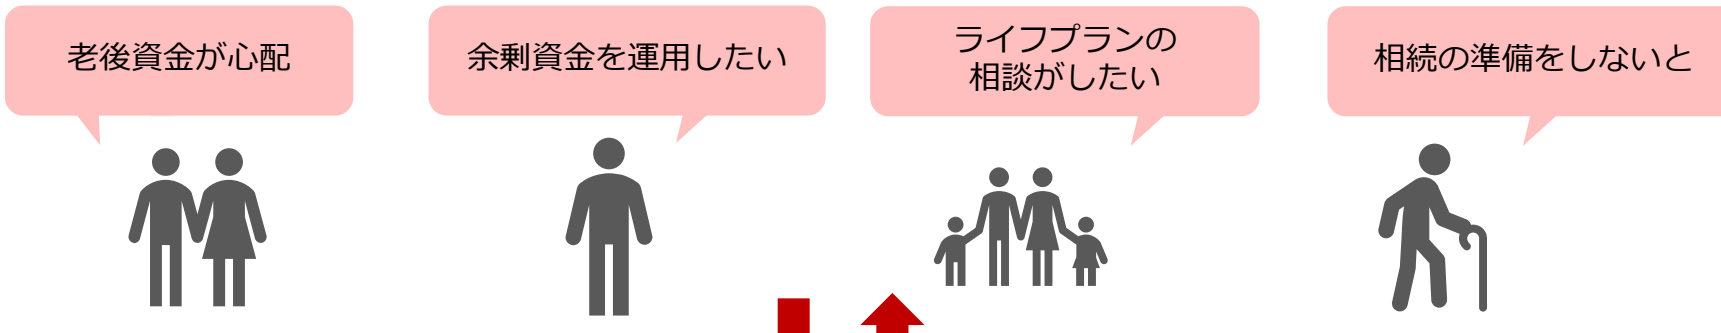 老後資金が心配
余剰資金を運用したい
ライフプランの
相談がしたい
相続の準備をしないと